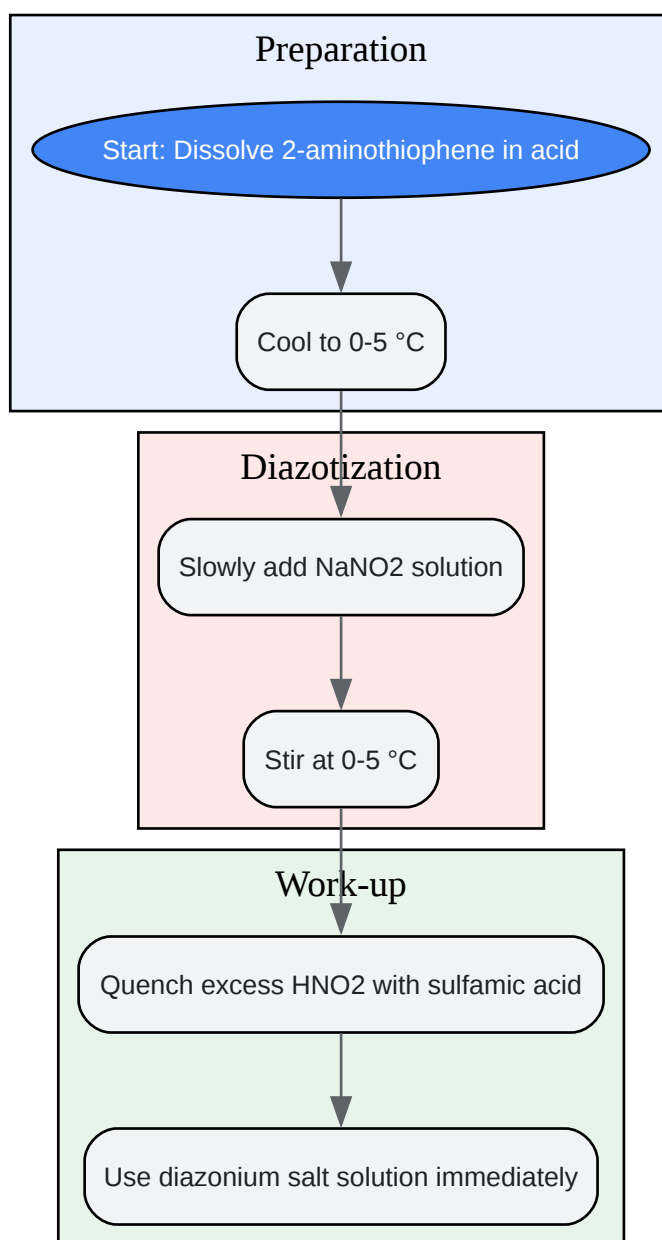 Preparation
Start: Dissolve 2-aminothiophene in acid
Cool to 0-5 °C
Diazotization
Slowly add NaNO2 solution
Stir at 0-5 °C
Work-up
Quench excess HNO2 with sulfamic acid
Use diazonium salt solution immediately